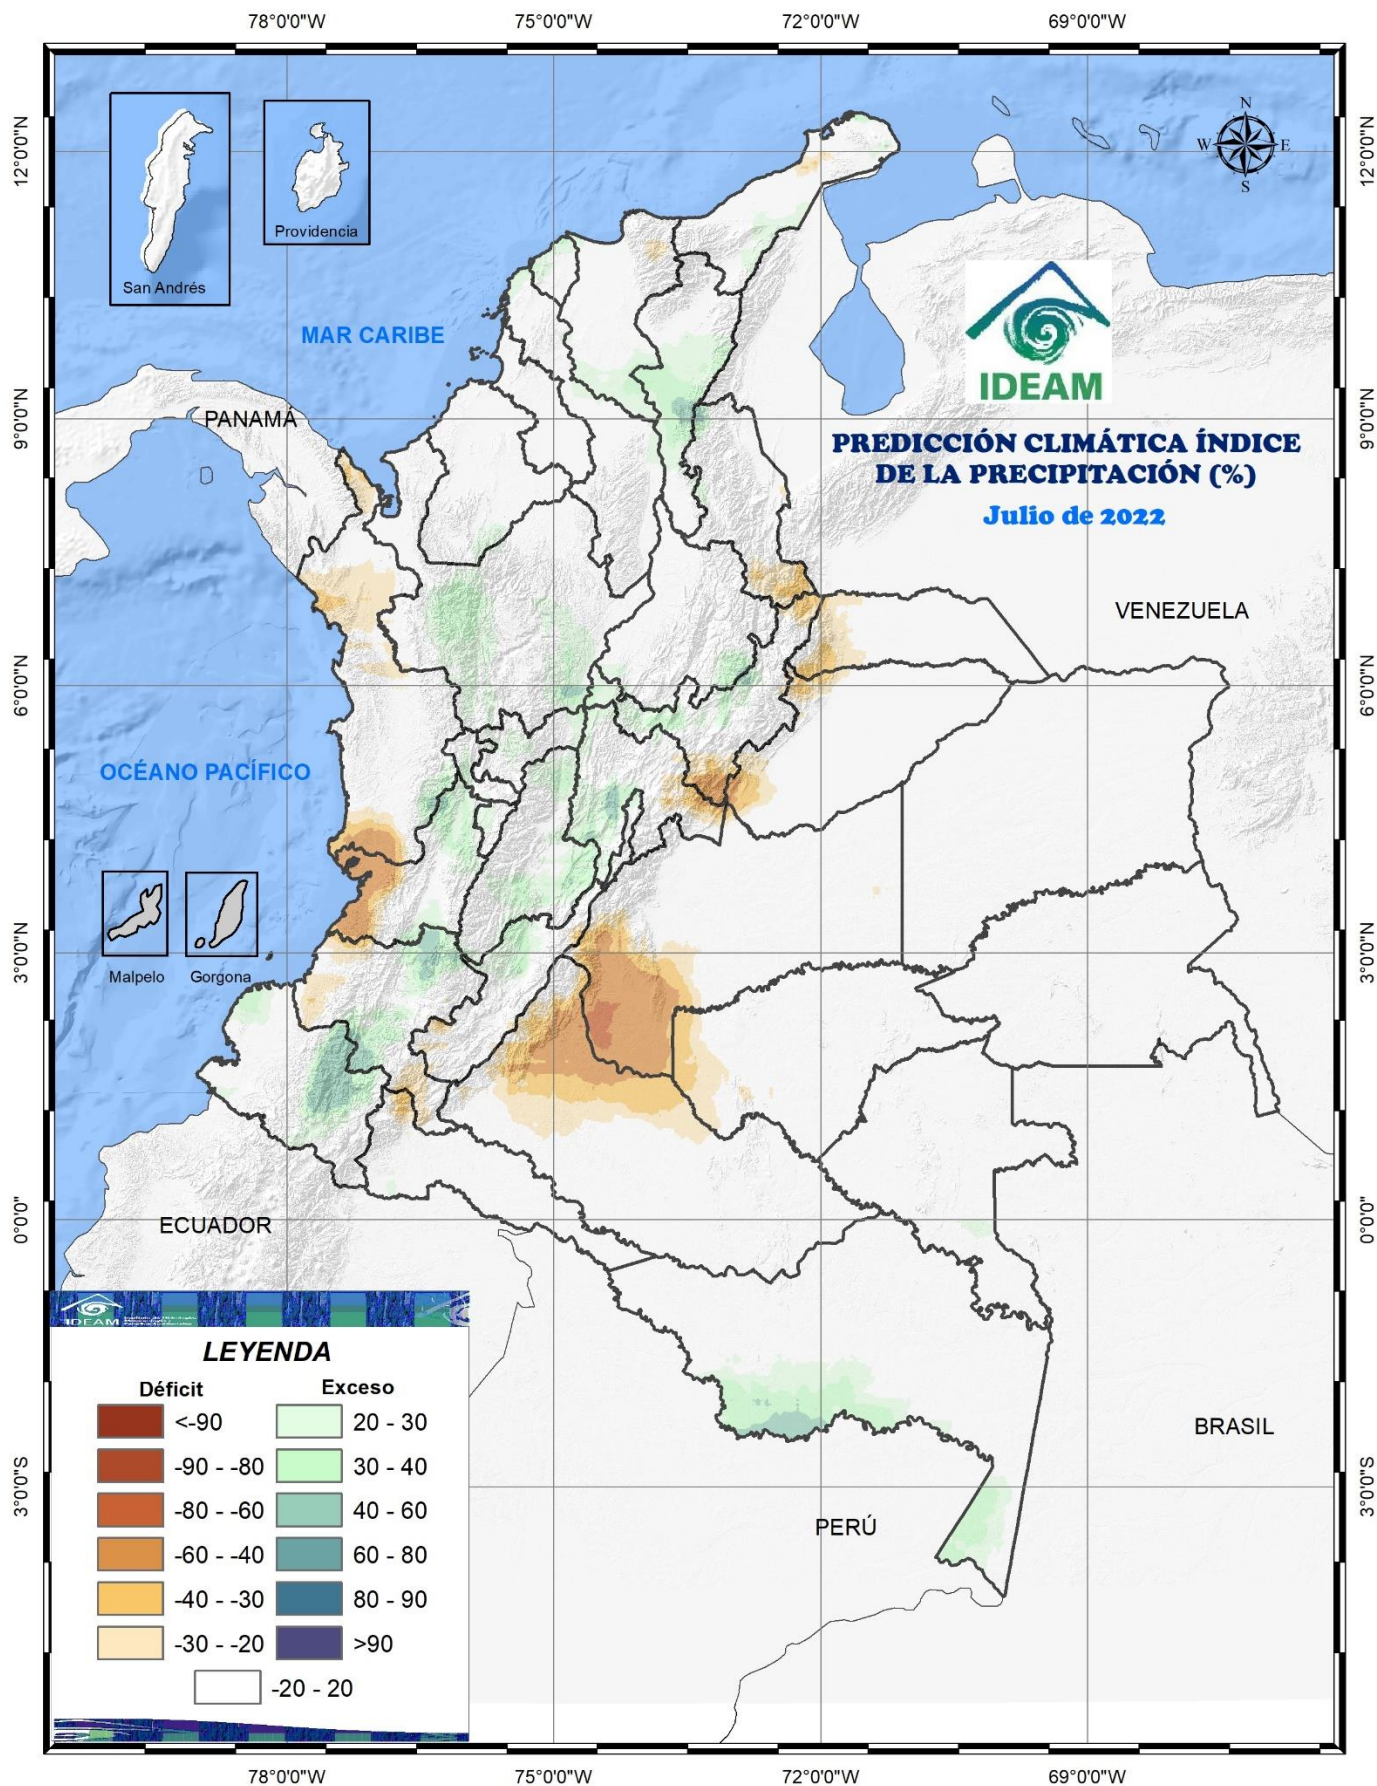 78°0'0"W
75°0'0"W
72°0'0"W
69°0'0"W
12°0'0"N
12°0'0"N
N
W
E
S
San Andrés
Providencia
MAR CARIBE
IDEAM
PANAMÁ
9°0'0"N
9°0'0"N
PREDICCIÓN CLIMÁTICA ÍNDICE
DE LA PRECIPITACIÓN (%)
Julio de 2022
VENEZUELA
6°0'0"N
6°0'0"N
OCÉANO PACÍFICO
Malpelo
Gorgona
3°0'0"N
3°0'0"N
ECUADOR
0°0'0"
0°0'0"
IDEAM
LEYENDA
Déficit
Exceso
<-90
20 - 30
-90 - -80
30 - 40
-80 - -60
40 - 60
-60 - -40
60 - 80
-40 - -30
80 - 90
-30 - -20
>90
-20 - 20
BRASIL
PERÚ
3°0'0"S
3°0'0"S
78°0'0"W
75°0'0"W
72°0'0"W
69°0'0"W